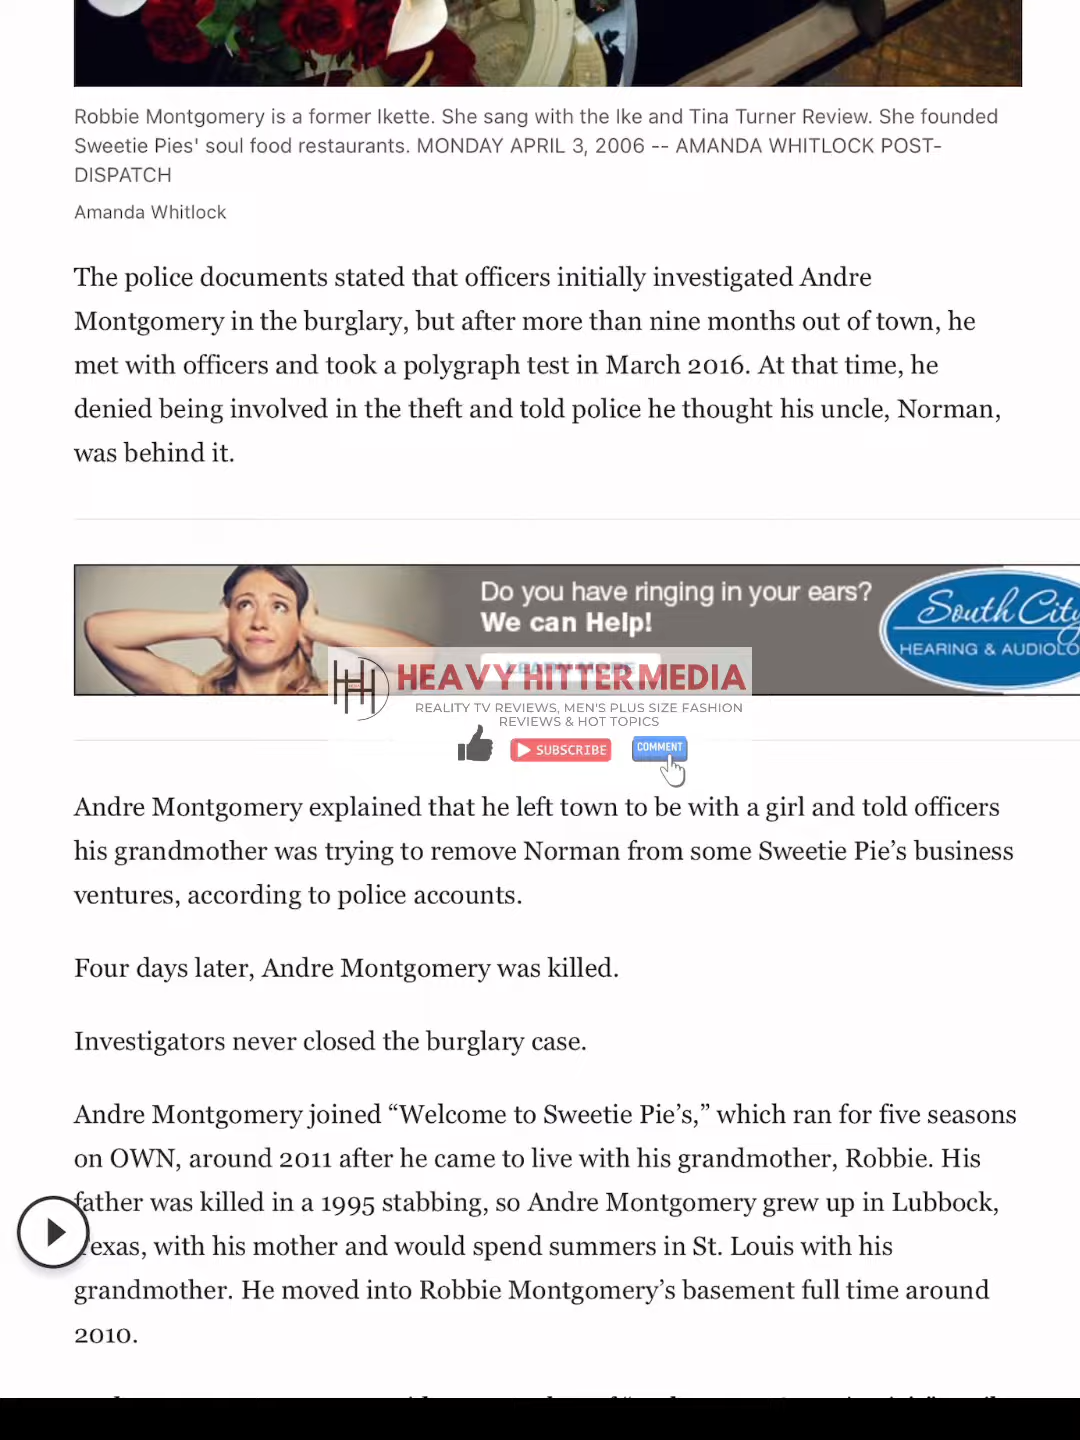 Robbie Montgomery is a former Ikette. She sang with the Ike and Tina Turner Review. She founded
Sweetie Pies' soul food restaurants. MONDAY APRIL 3, 2006 -- AMANDA WHITLOCK POST-
DISPATCH
Amanda Whitlock
The police documents stated that officers initially investigated Andre
Montgomery in the burglary, but after more than nine months out of town, he
met with officers and took a polygraph test in March 2016. At that time, he
denied being involved in the theft and told police he thought his uncle, Norman,
was behind it.
Do you have ringing in your ears?
We can Help!
South City
HEARING & AUDIOLO
LEARN MORE
HEAVY HITTER MEDIA
REALITY TV REVIEWS, MEN'S PLUS SIZE FASHION
REVIEWS & HOT TOPICS
SUBSCRIBE
COMMENT
Andre Montgomery explained that he left town to be with a girl and told officers
his grandmother was trying to remove Norman from some Sweetie Pie’s business
ventures, according to police accounts.
Four days later, Andre Montgomery was killed.
Investigators never closed the burglary case.
Andre Montgomery joined “Welcome to Sweetie Pie’s,” which ran for five seasons
on OWN, around 2011 after he came to live with his grandmother, Robbie. His
father was killed in a 1995 stabbing, so Andre Montgomery grew up in Lubbock,
Texas, with his mother and would spend summers in St. Louis with his
grandmother. He moved into Robbie Montgomery’s basement full time around
2010.